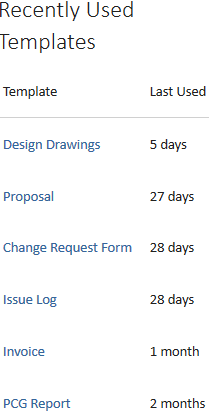 Recently Used
Templates
Template Last Used
Design Drawings 5 days
Proposal 27 days
Change Request Form 28 days
Issue Log 28 days
Invoice 1 month
PCG Report 2 months